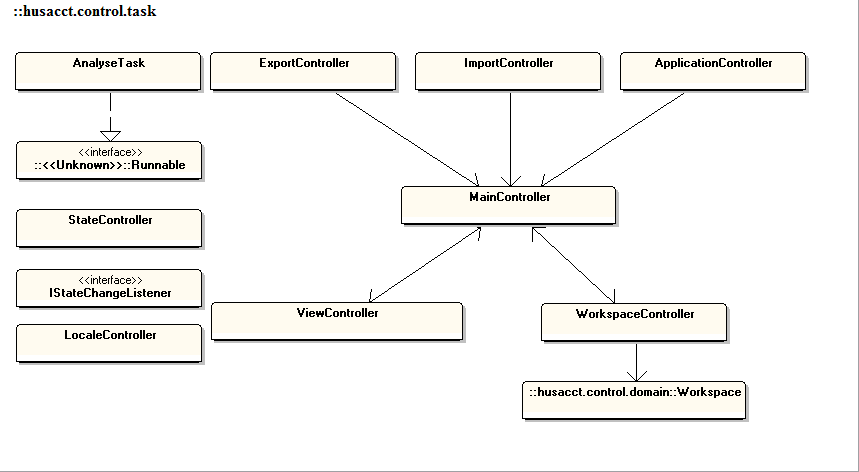 ::husacct.control.task
AnalyseTask
ExportController
ImportController
ApplicationController
<<interface>>
::<<Unknown>>::Runnable
MainController
StateController
<<interface>>
IStateChangeListener
ViewController
WorkspaceController
LocaleController
::husacct.control.domain::Workspace